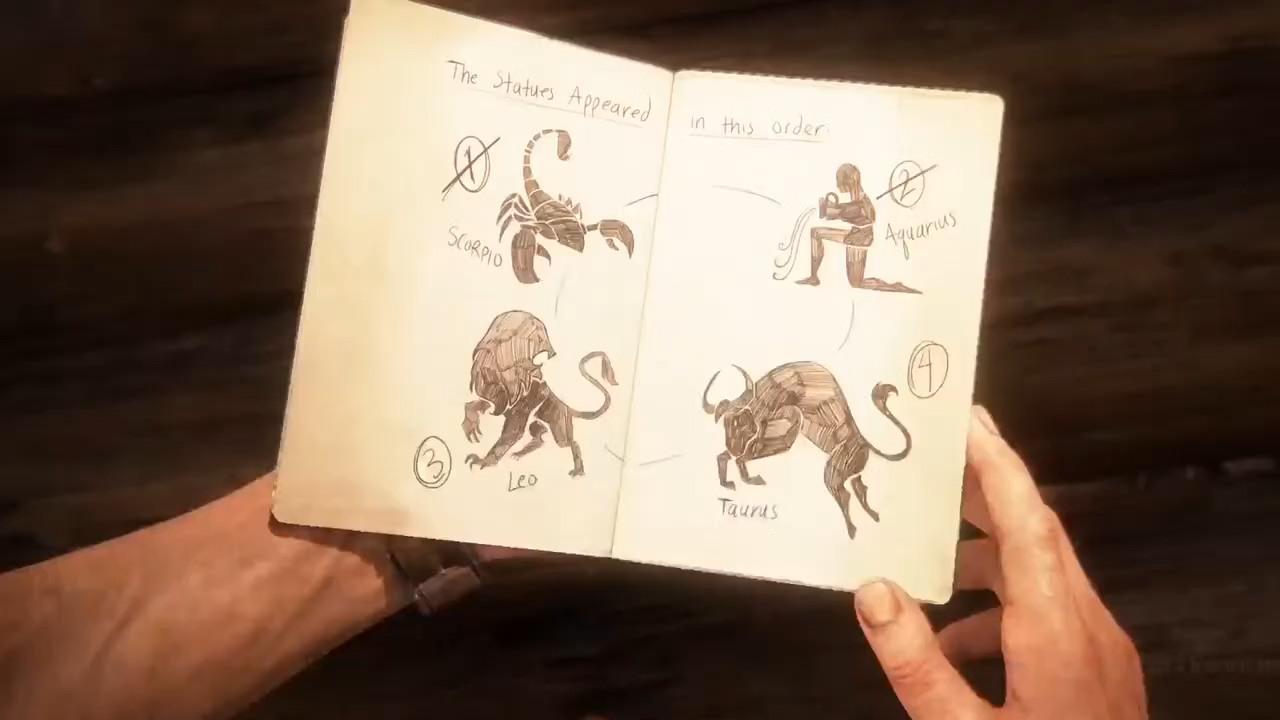 The Statues Appeared
in this order:
1
2
Scorpio
Aquarius
3
Leo
4
Taurus